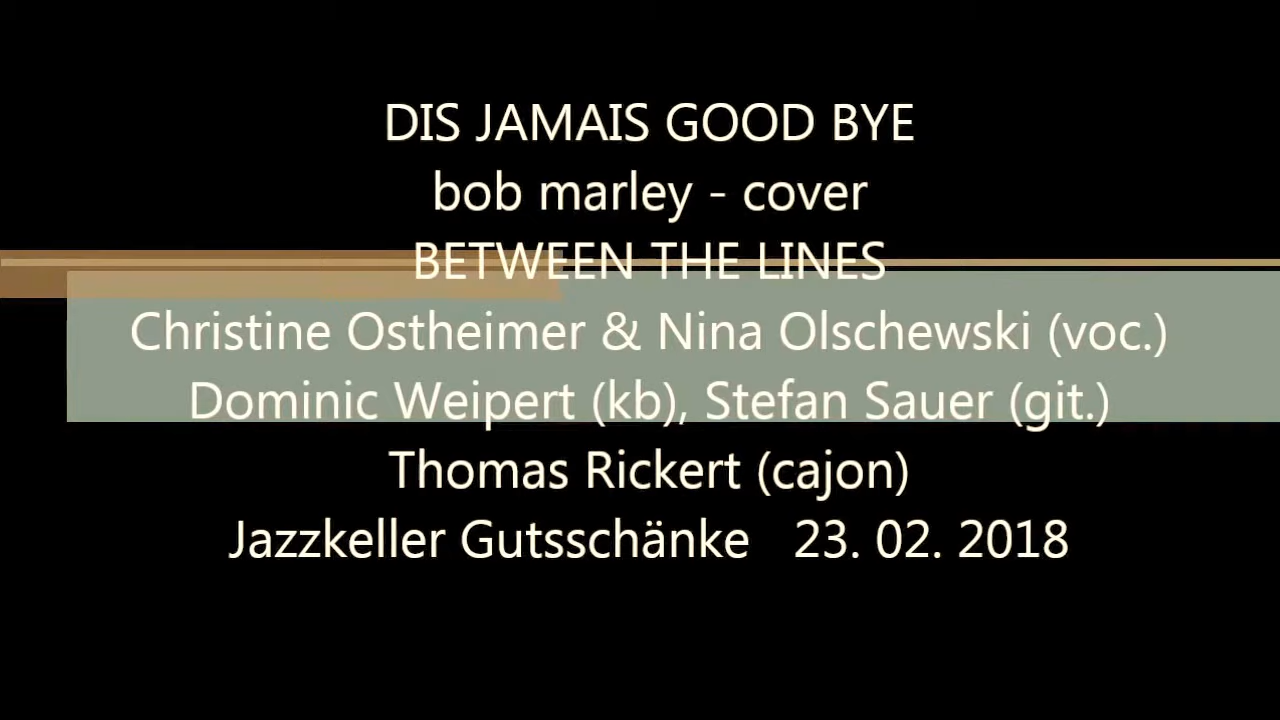 DIS JAMAIS GOOD BYE
bob marley - cover
BETWEEN THE LINES
Christine Ostheimer & Nina Olschewski (voc.)
Dominic Weipert (kb), Stefan Sauer (git.)
Thomas Rickert (cajon)
Jazzkeller Gutsschänke 23. 02. 2018